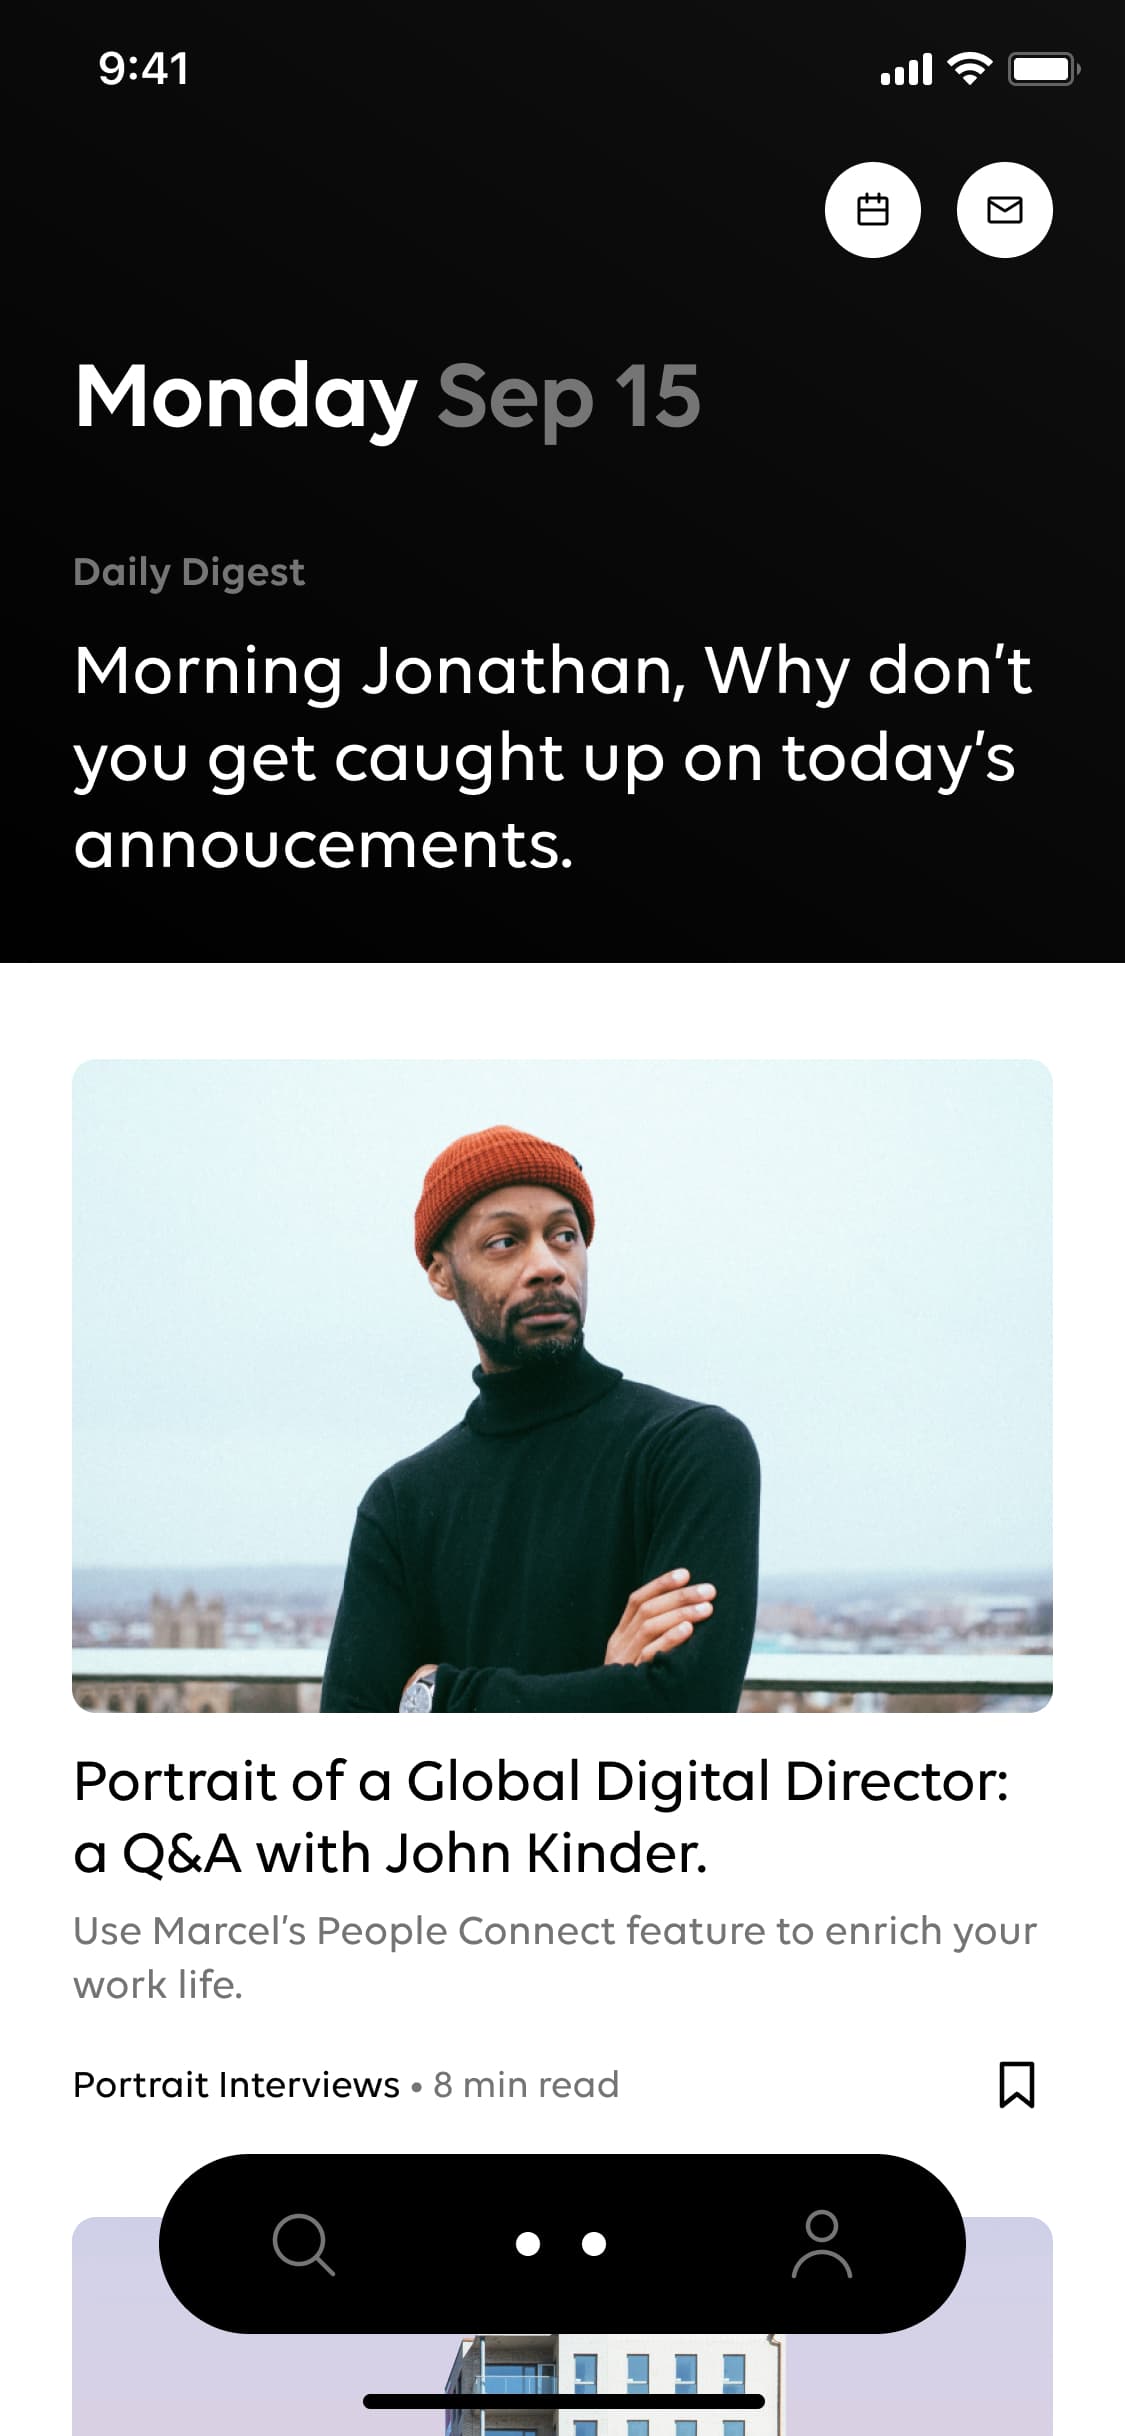 9:41
Monday Sep 15
Daily Digest
Morning Jonathan, Why don’t
you get caught up on today’s
annoucements.
Portrait of a Global Digital Director:
a Q&A with John Kinder.
Use Marcel’s People Connect feature to enrich your
work life.
Portrait Interviews • 8 min read